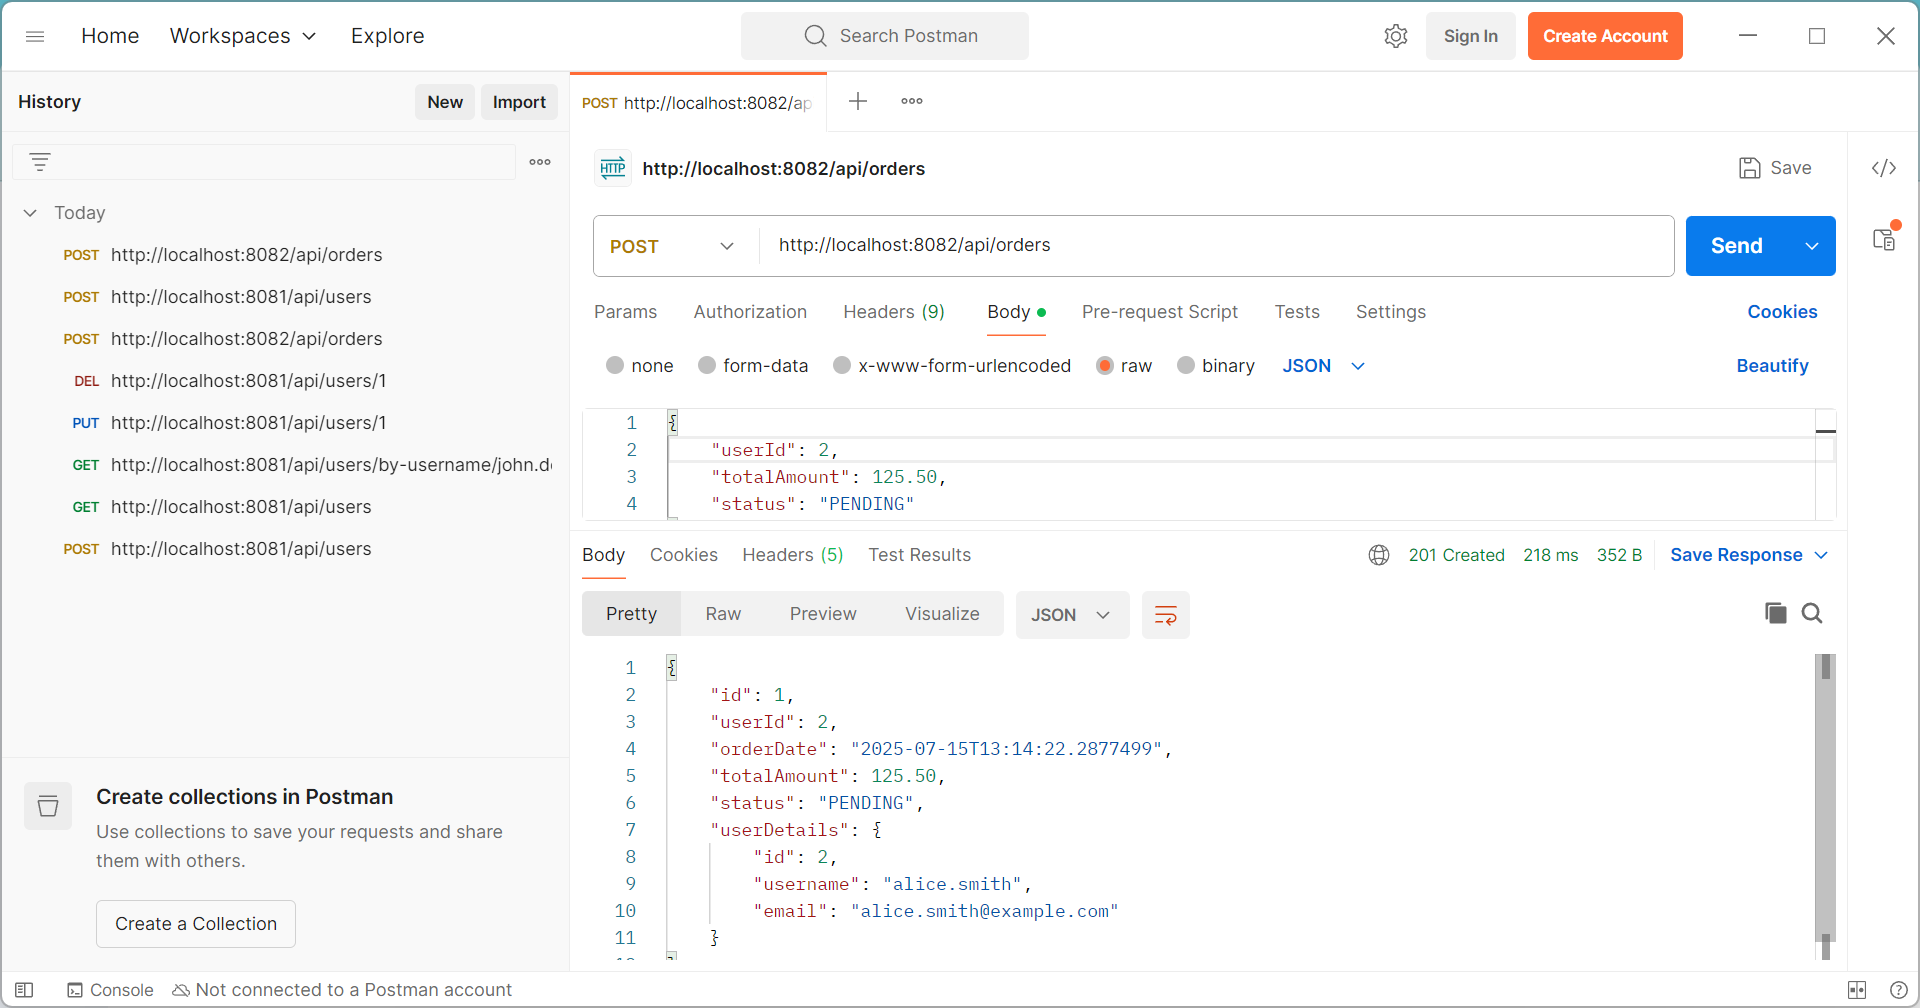 Home Workspaces Explore Search Postman Sign In Create Account
History New Import
POST http://localhost:8082/ap
HTTP http://localhost:8082/api/orders Save
Today
POST http://localhost:8082/api/orders
POST http://localhost:8081/api/users
POST http://localhost:8082/api/orders
DEL http://localhost:8081/api/users/1
PUT http://localhost:8081/api/users/1
GET http://localhost:8081/api/users/by-username/john.d
GET http://localhost:8081/api/users
POST http://localhost:8081/api/users
Create collections in Postman
Use collections to save your requests and share
them with others.
Create a Collection
POST http://localhost:8082/api/orders Send
Params Authorization Headers (9) Body Pre-request Script Tests Settings Cookies
none form-data x-www-form-urlencoded raw binary JSON Beautify
1 {
2 "userId": 2,
3 "totalAmount": 125.50,
4 "status": "PENDING"
Body Cookies Headers (5) Test Results 201 Created 218 ms 352 B Save Response
Pretty Raw Preview Visualize JSON
1 {
2 "id": 1,
3 "userId": 2,
4 "orderDate": "2025-07-15T13:14:22.2877499",
5 "totalAmount": 125.50,
6 "status": "PENDING",
7 "userDetails": {
8 "id": 2,
9 "username": "alice.smith",
10 "email": "alice.smith@example.com"
11 }
Console Not connected to a Postman account